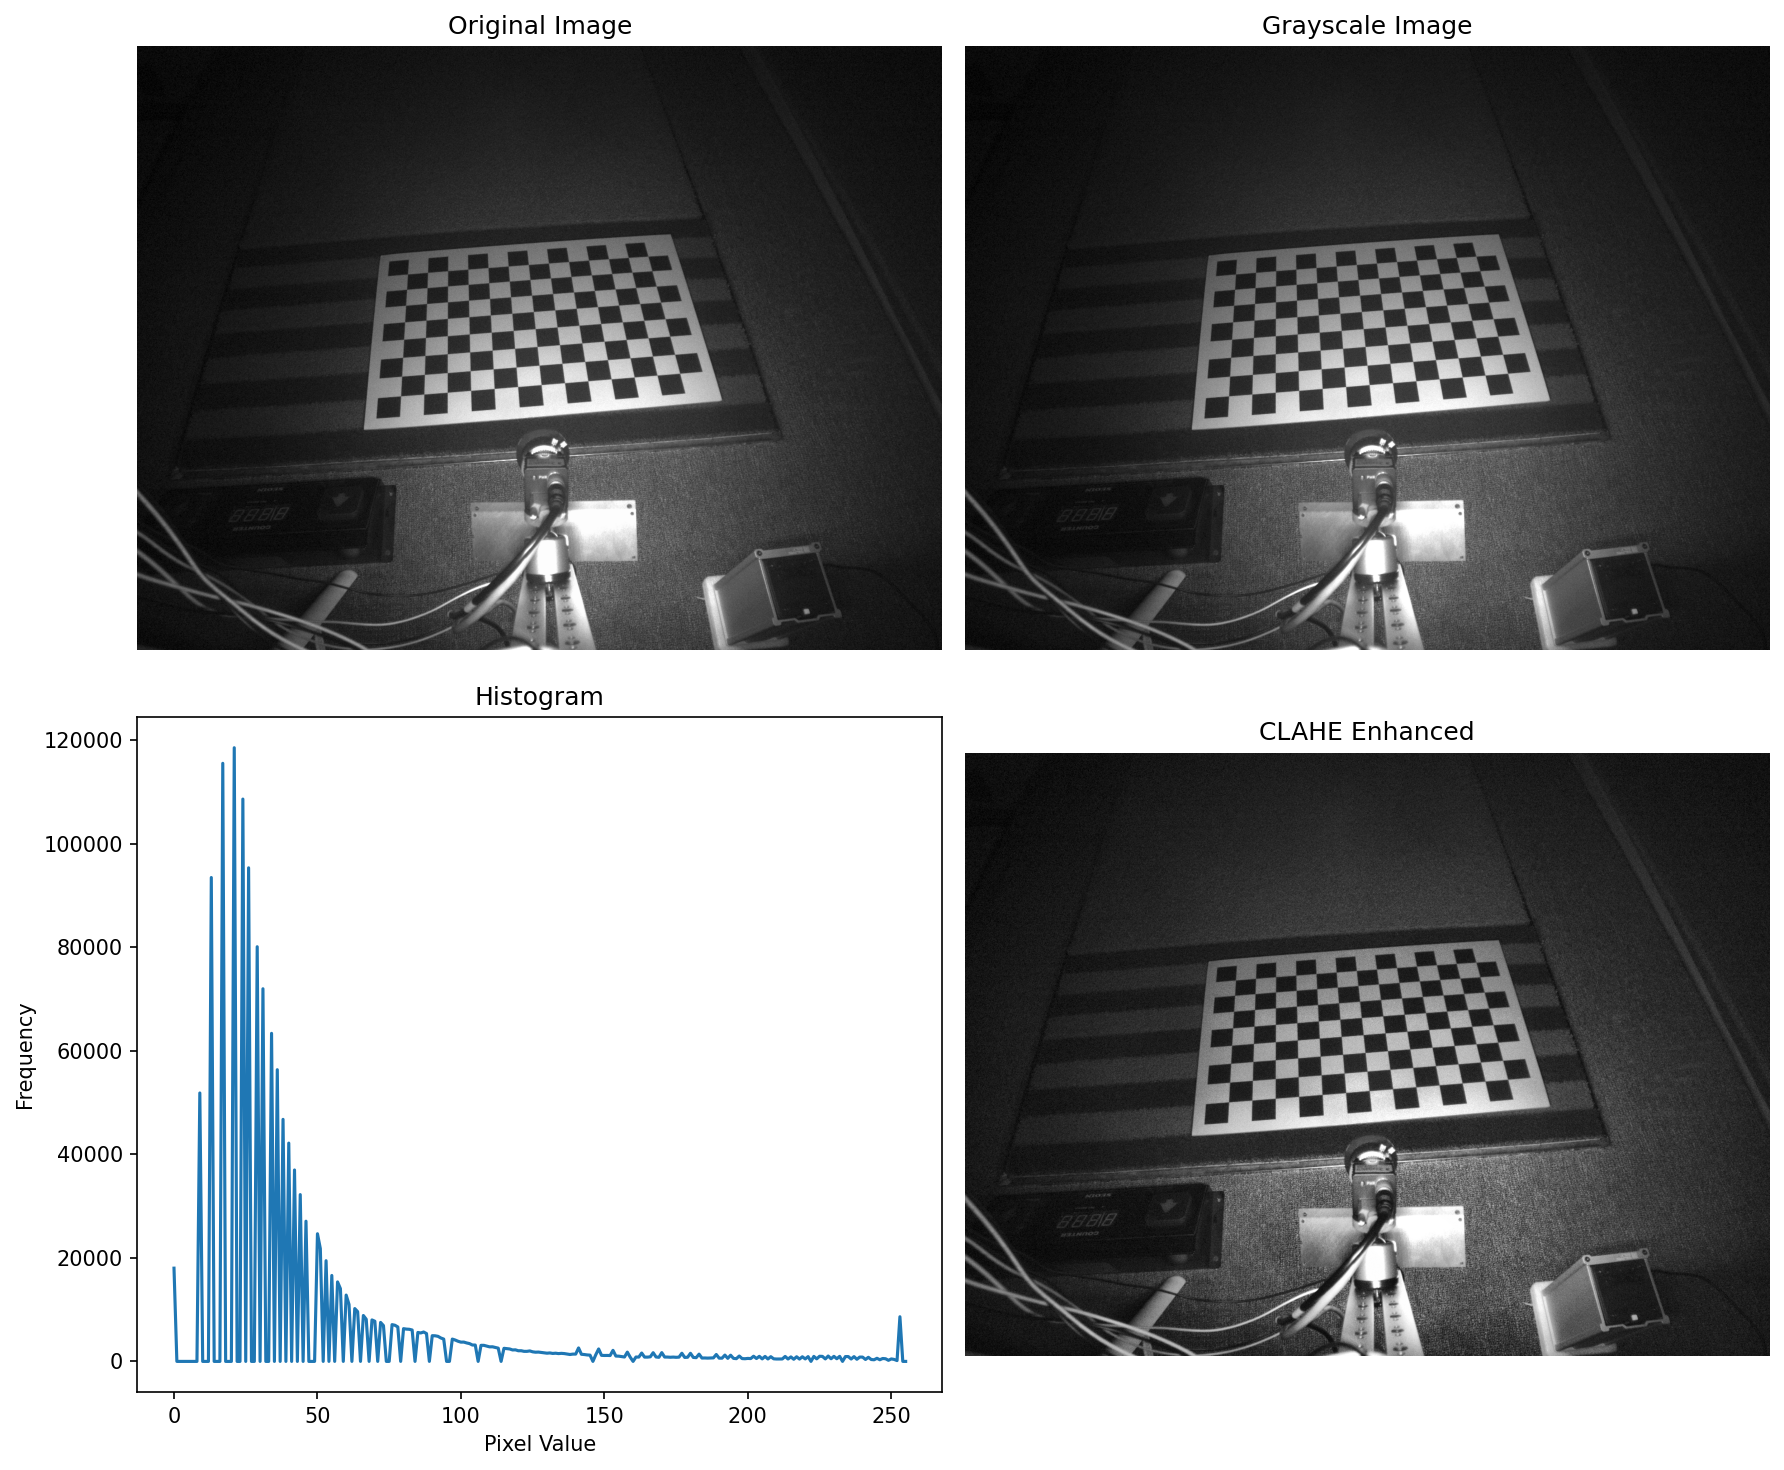 Original Image
Grayscale Image
Histogram
120000
100000
80000
60000
40000
20000
0
Frequency
0 50 100 150 200 250
Pixel Value
CLAHE Enhanced
COUNTER